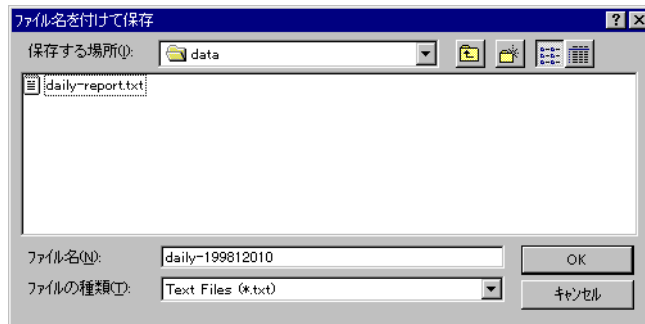 ファイル名を付けて保存
保存する場所(I):
data
daily-report.txt
ファイル名(N):
daily-199812010
OK
ファイルの種類(T):
Text Files (*.txt)
キャンセル